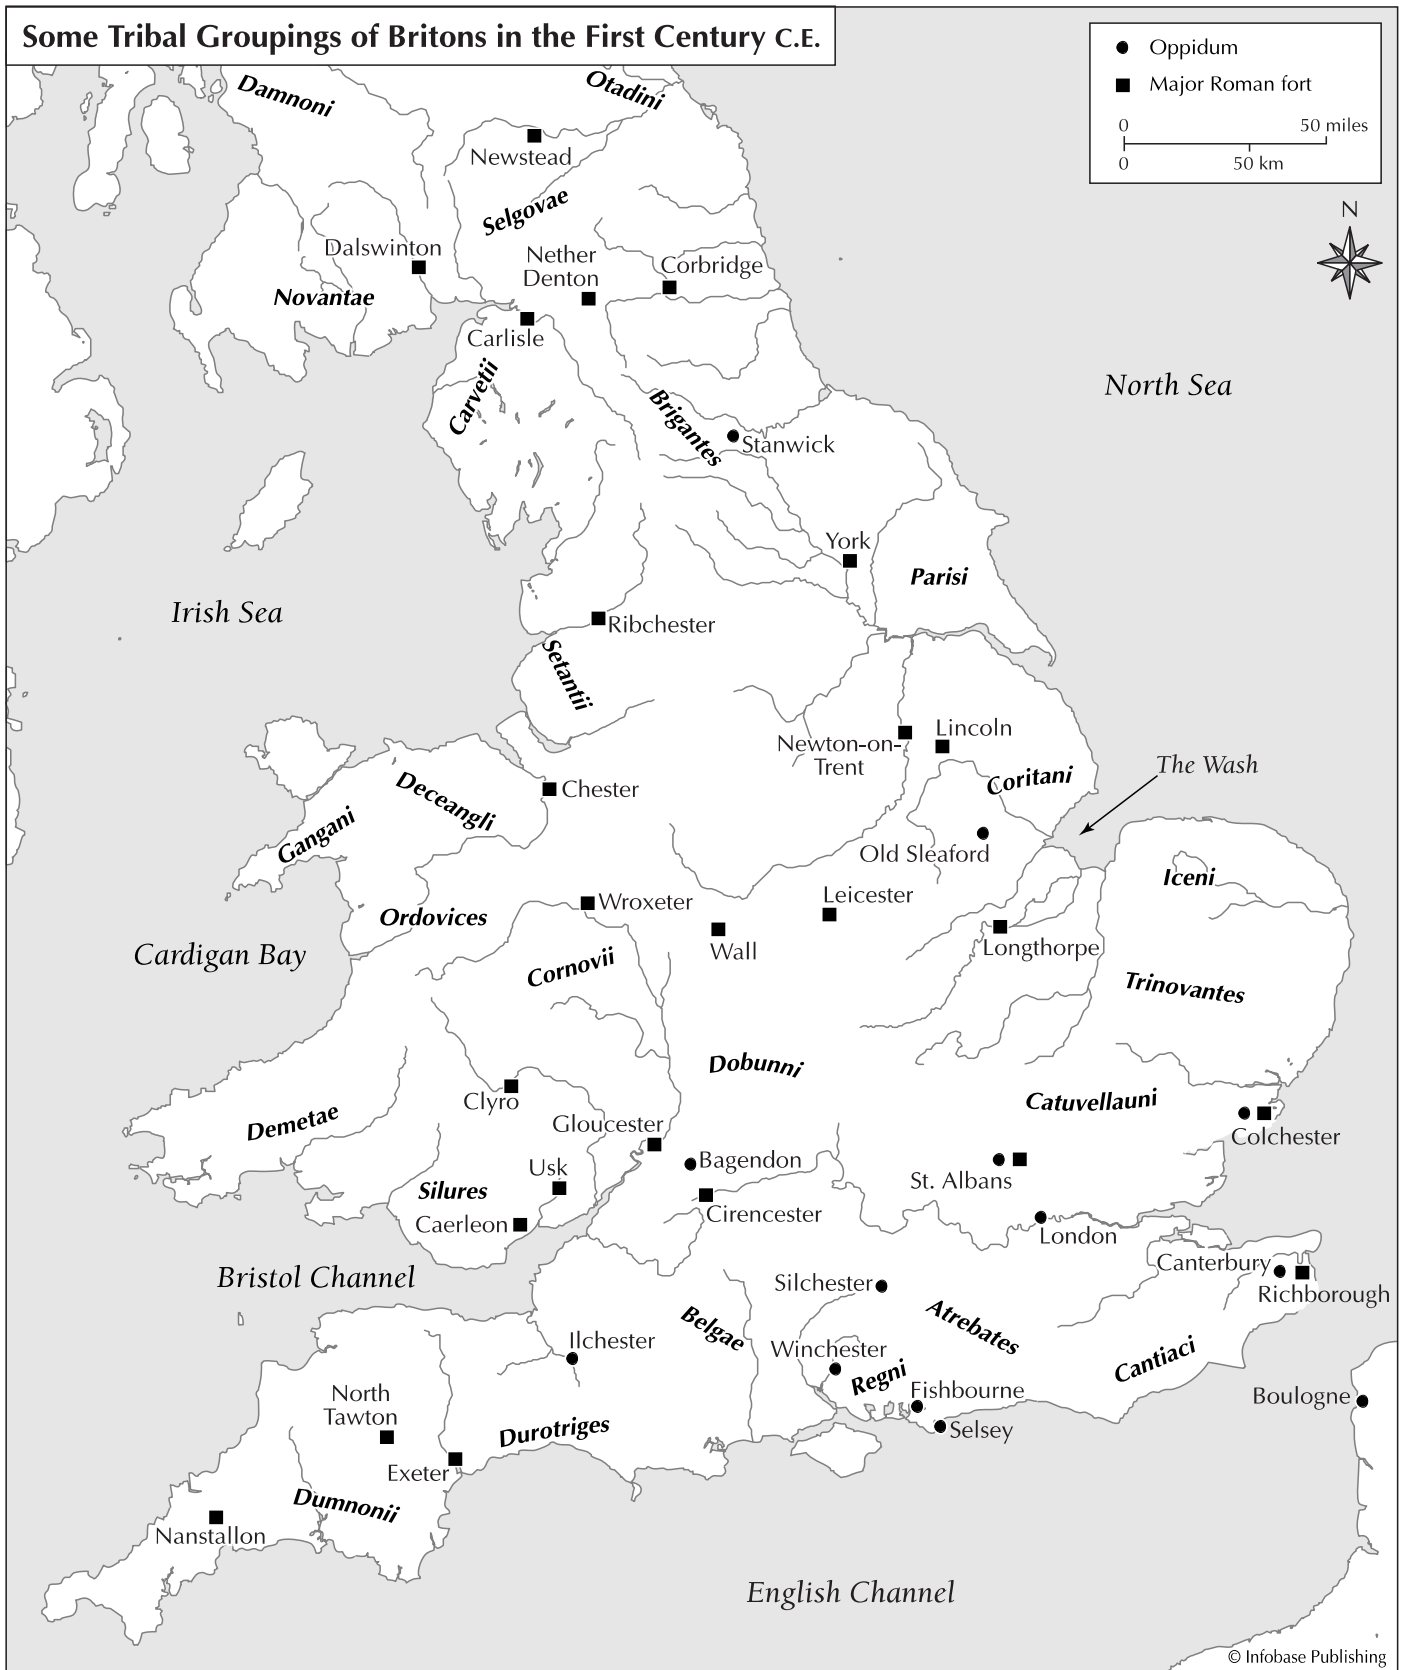 Some Tribal Groupings of Britons in the First Century C.E.
Oppidum
Major Roman fort
0 50 miles
0 50 km
N
Damnoni
Otadini
Newstead
Selgovae
Dalswinton
Nether
Denton
Corbridge
Novantae
Carlisle
Carvetii
Brigantes
Stanwick
North Sea
York
Parisi
Irish Sea
Ribchester
Setantii
Newton-on-
Trent
Lincoln
Coritani
The Wash
Deceangli
Chester
Gangani
Old Sleaford
Iceni
Leicester
Wroxeter
Ordovices
Wall
Longthorpe
Cardigan Bay
Cornovii
Trinovantes
Dobunni
Catuvellauni
Clyro
Demetae
Gloucester
Colchester
Bagendon
Usk
St. Albans
Silures
Caerleon
Cirencester
London
Canterbury
Bristol Channel
Silchester
Richborough
Belgae
Atrebates
Ilchester
Winchester
Cantiaci
Regni
Fishbourne
North
Tawton
Boulogne
Durotriges
Selsey
Exeter
Dumnonii
Nanstallon
English Channel
© Infobase Publishing